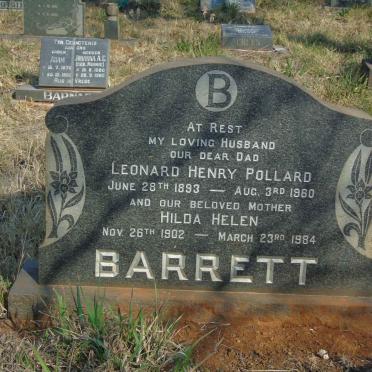 B
AT REST
MY LOVING HUSBAND
OUR DEAR DAD
LEONARD HENRY POLLARD
JUNE 28TH 1893 — AUG. 3RD 1960
AND OUR BELOVED MOTHER
HILDA HELEN
NOV. 26TH 1902 — MARCH 23RD 1984
BARRETT